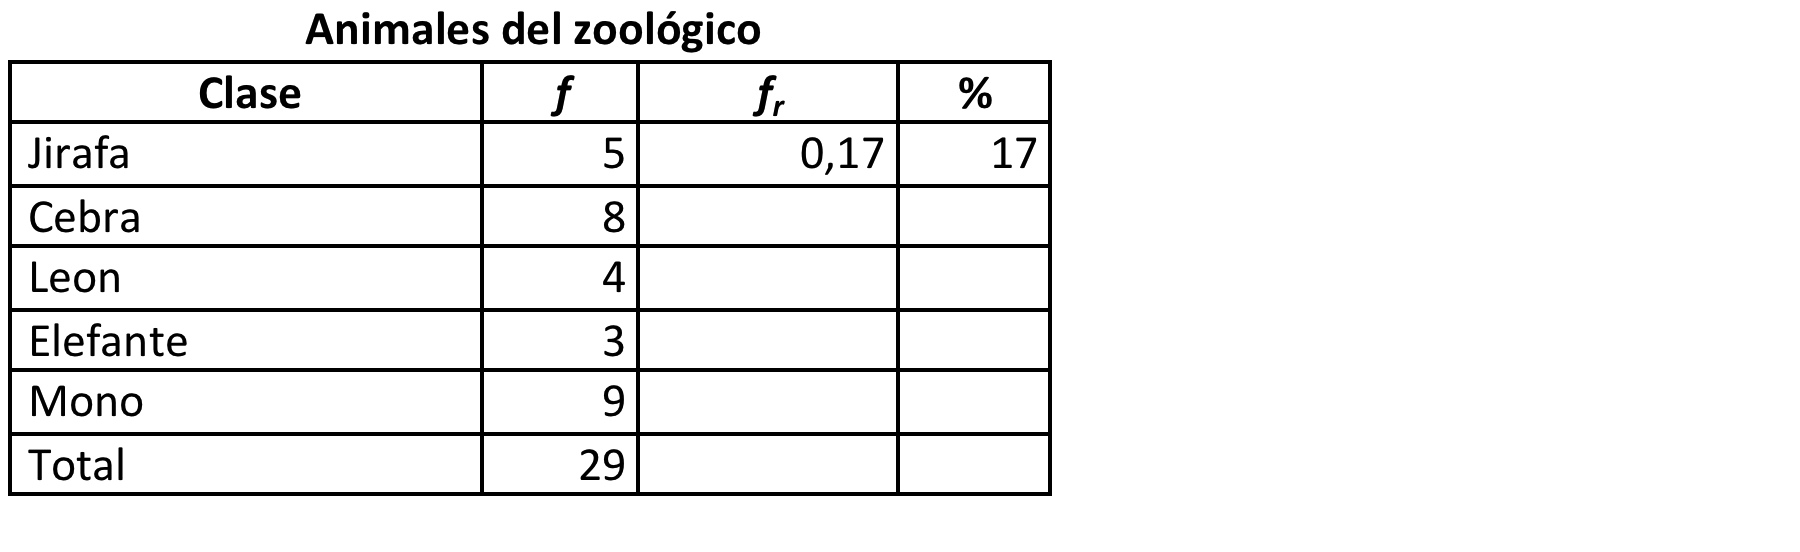 Animales del zoológico
Clase f fr %
Jirafa 5 0,17 17
Cebra 8
Leon 4
Elefante 3
Mono 9
Total 29